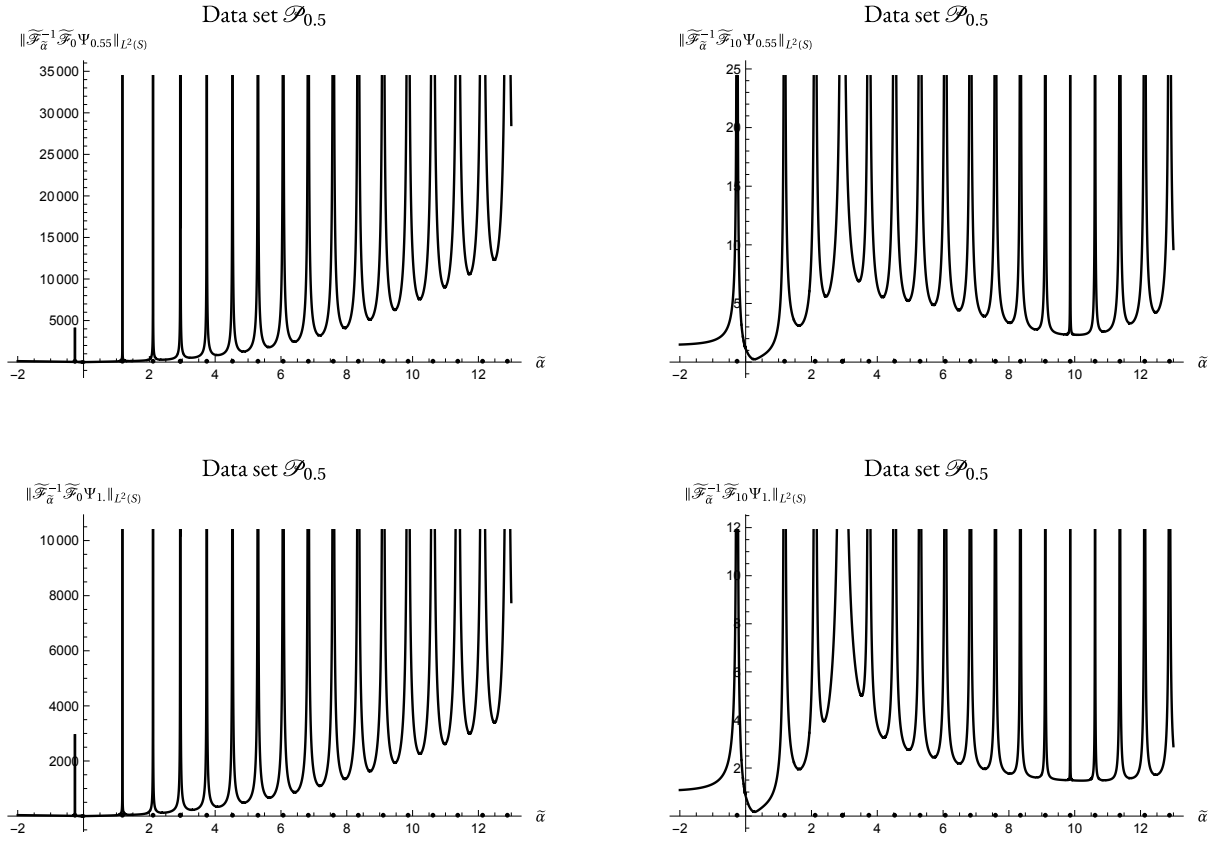 Data set 𝒫0.5
‖ℱ̃α̃⁻¹ℱ̃0Ψ0.55‖L²(S)
35000
30000
25000
20000
15000
10000
5000
−2 2 4 6 8 10 12 α̃
Data set 𝒫0.5
‖ℱ̃α̃⁻¹ℱ̃10Ψ0.55‖L²(S)
25
20
15
10
5
−2 2 4 6 8 10 12 α̃
Data set 𝒫0.5
‖ℱ̃α̃⁻¹ℱ̃0Ψ1.‖L²(S)
10000
8000
6000
4000
2000
−2 2 4 6 8 10 12 α̃
Data set 𝒫0.5
‖ℱ̃α̃⁻¹ℱ̃10Ψ1.‖L²(S)
12
10
8
6
4
2
−2 2 4 6 8 10 12 α̃